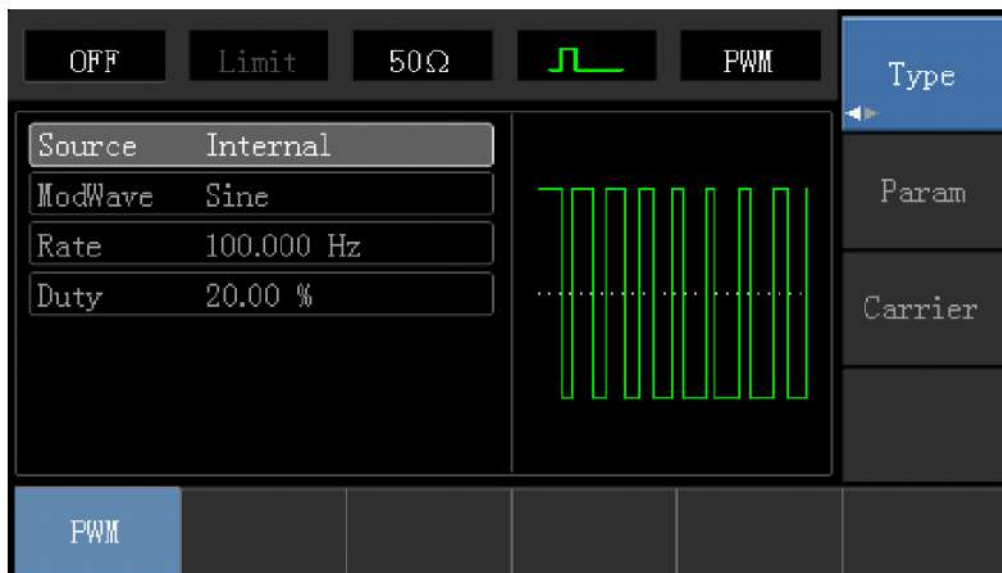 OFF Limit 50Ω PWM
Type
Source Internal
ModWave Sine
Param
Rate 100.000 Hz
Duty 20.00 %
Carrier
PWM